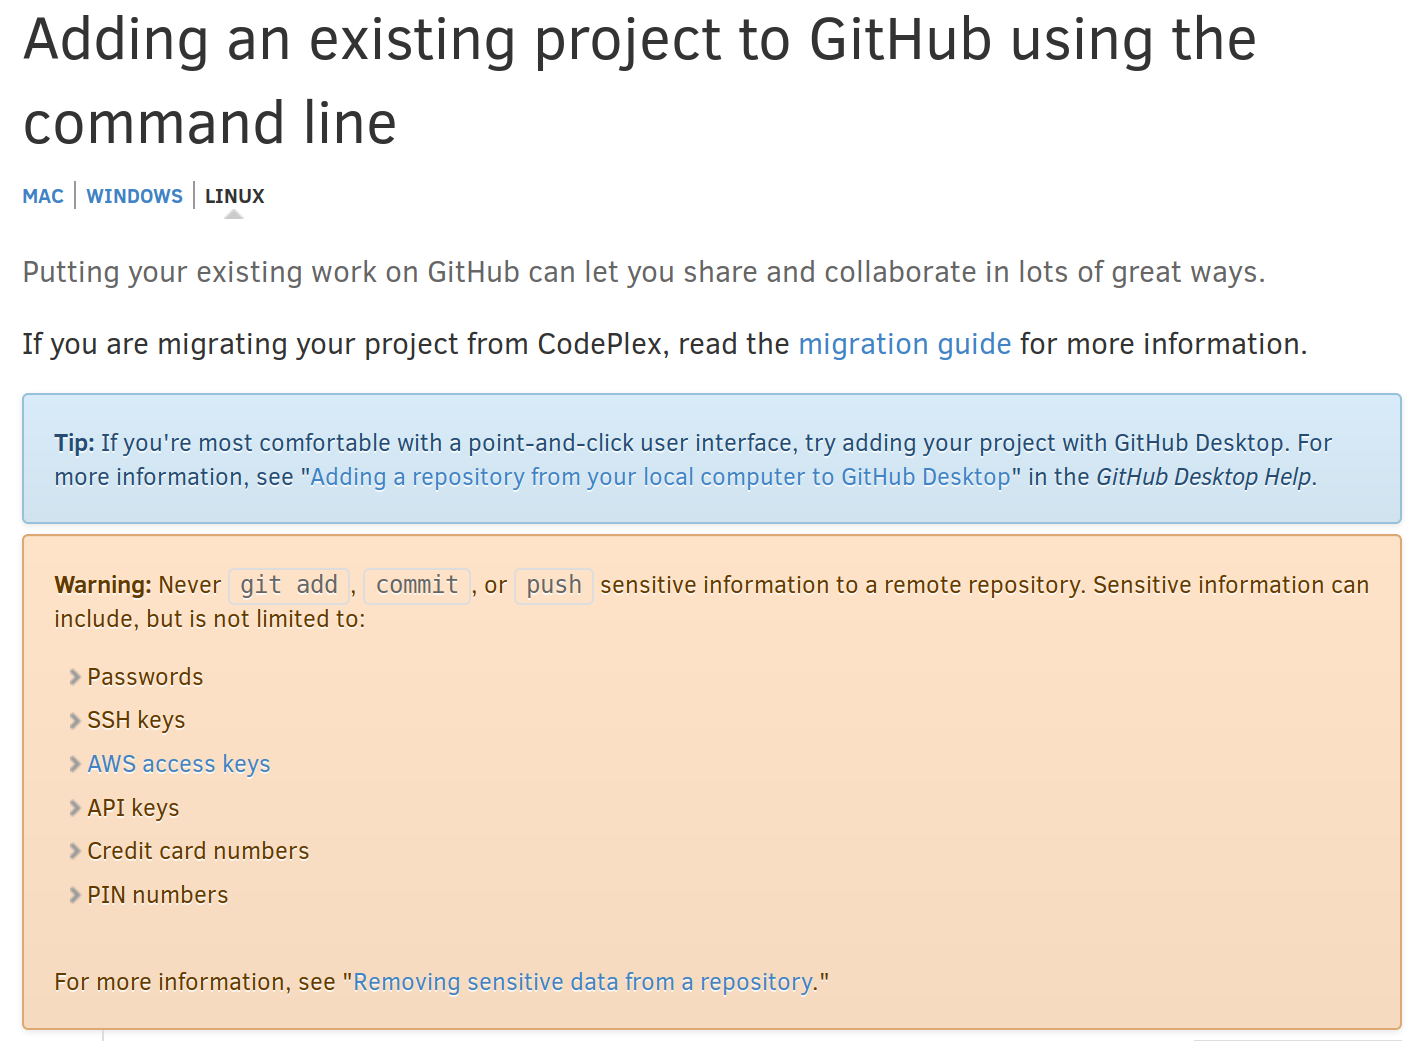 Adding an existing project to GitHub using the
command line
MAC
WINDOWS
LINUX
Putting your existing work on GitHub can let you share and collaborate in lots of great ways.
If you are migrating your project from CodePlex, read the migration guide for more information.
Tip: If you're most comfortable with a point-and-click user interface, try adding your project with GitHub Desktop. For
more information, see "Adding a repository from your local computer to GitHub Desktop" in the GitHub Desktop Help.
Warning: Never git add, commit, or push sensitive information to a remote repository. Sensitive information can
include, but is not limited to:
Passwords
SSH keys
AWS access keys
API keys
Credit card numbers
PIN numbers
For more information, see "Removing sensitive data from a repository."